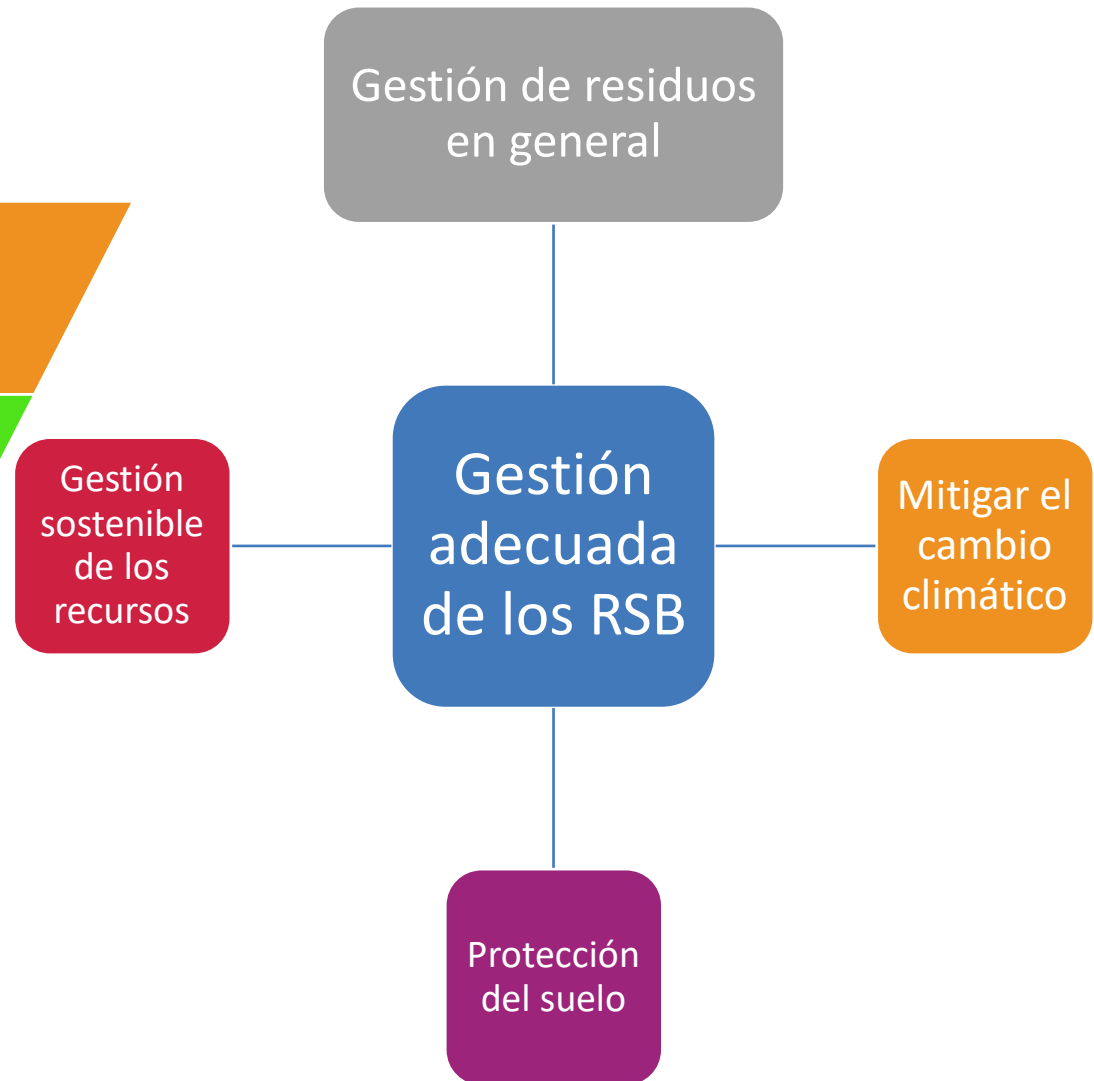 Gestión de residuos
en general
Gestión
sostenible
de los
recursos
Gestión
adecuada
de los RSB
Mitigar el
cambio
climático
Protección
del suelo